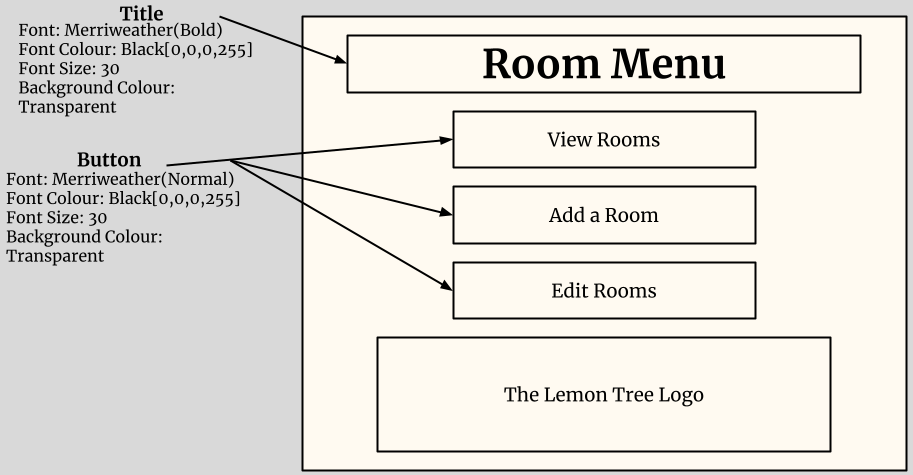 Title
Font: Merriweather(Bold)
Font Colour: Black[0,0,0,255]
Font Size: 30
Background Colour:
Transparent
Button
Font: Merriweather(Normal)
Font Colour: Black[0,0,0,255]
Font Size: 30
Background Colour:
Transparent
Room Menu
View Rooms
Add a Room
Edit Rooms
The Lemon Tree Logo